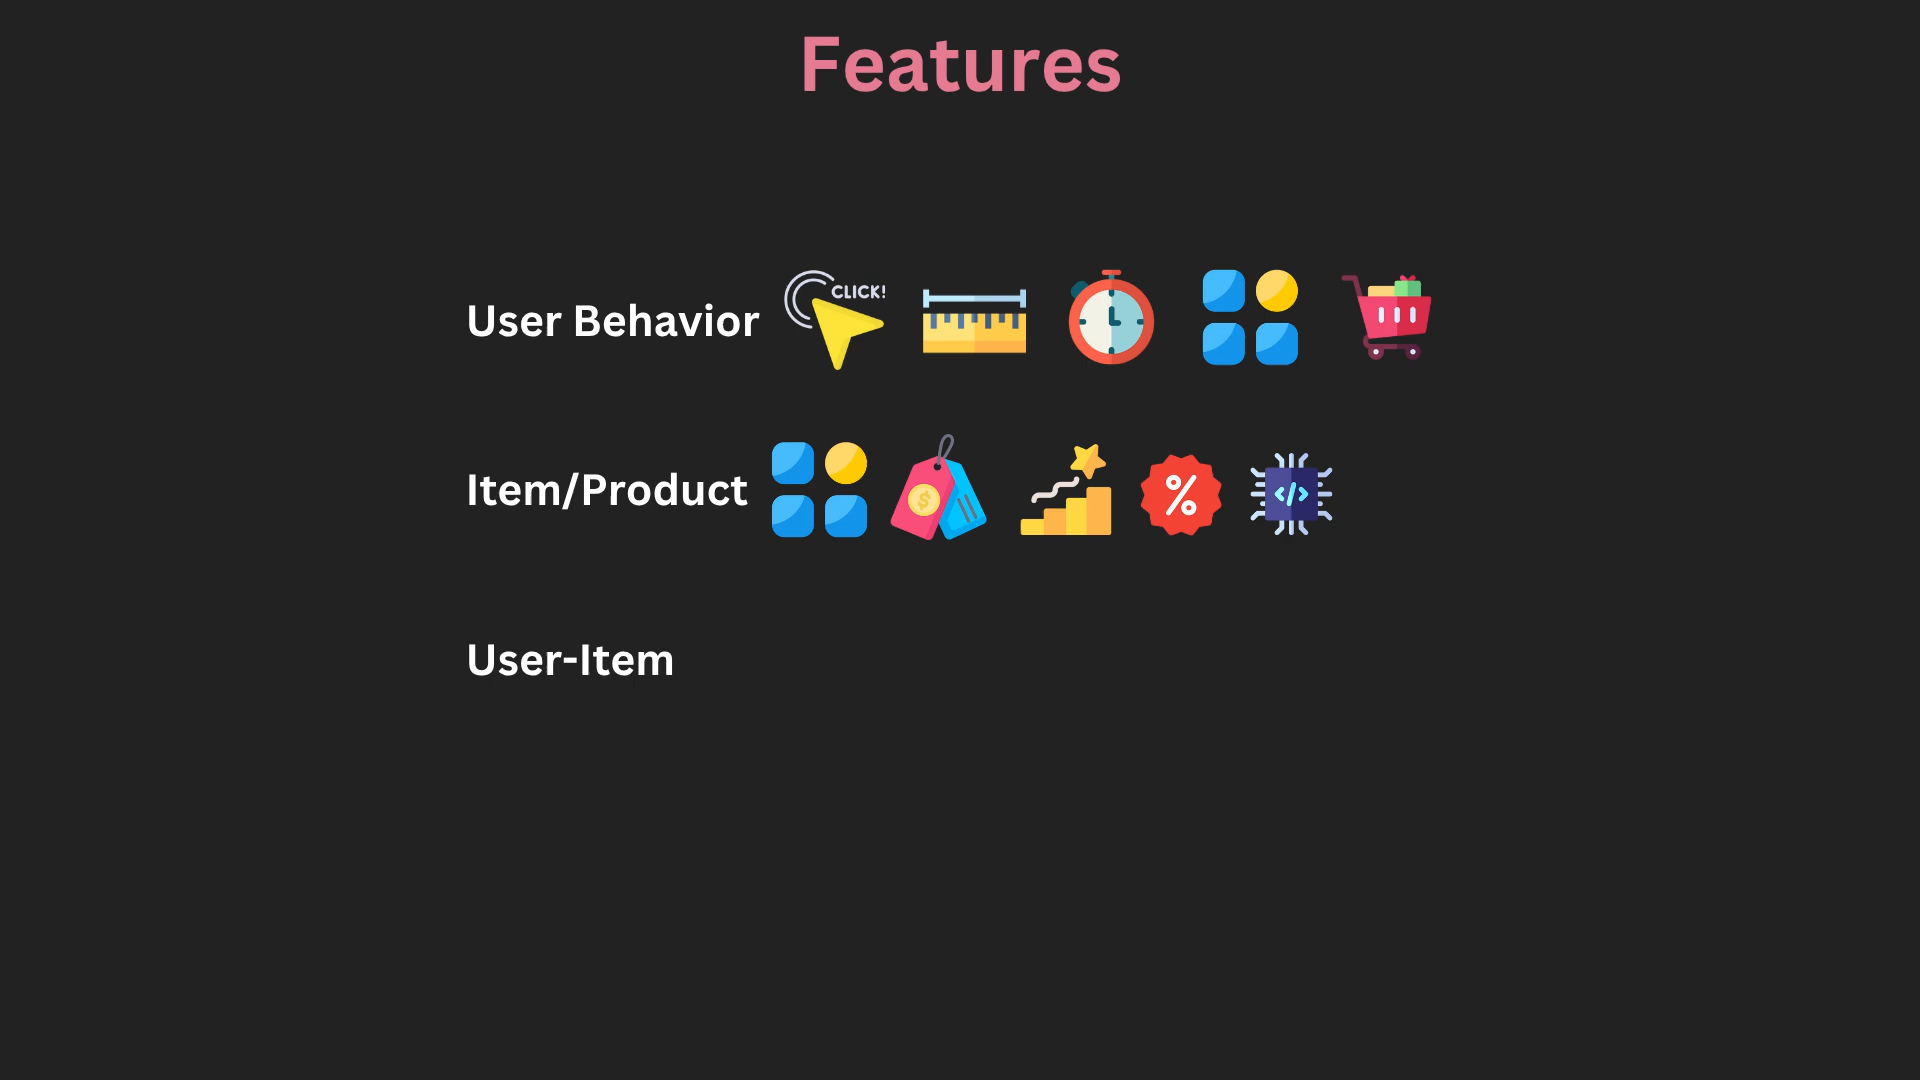 Features
User Behavior
CLICK!
Item/Product
User-Item